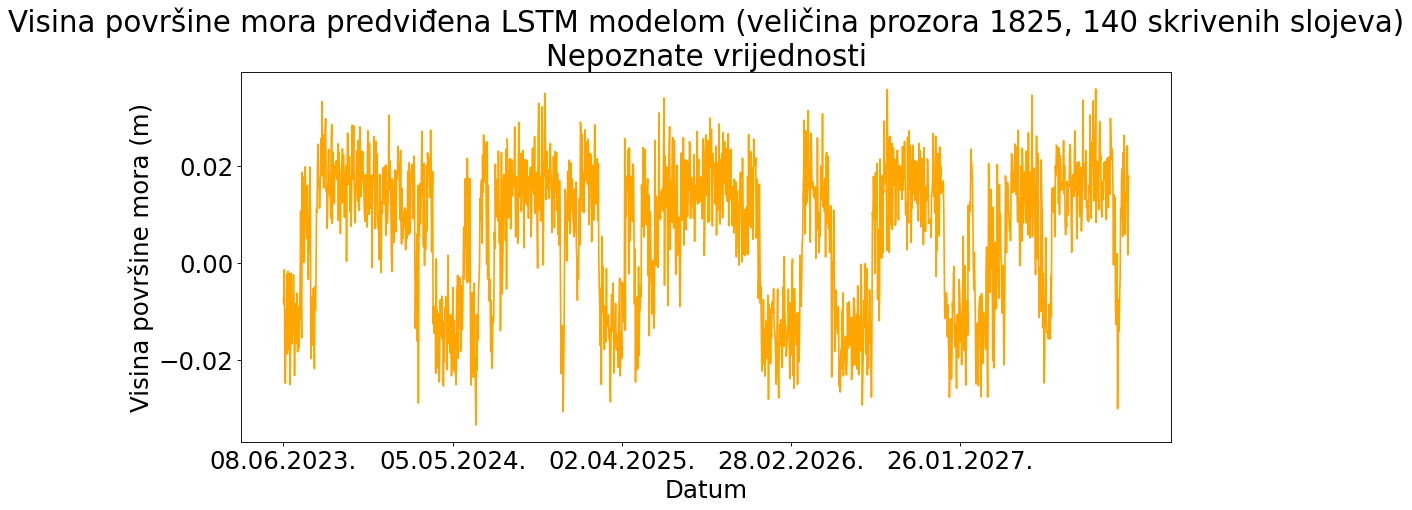 Visina površine mora predviđena LSTM modelom (veličina prozora 1825, 140 skrivenih slojeva)
Nepoznate vrijednosti
Visina površine mora (m)
0.02
0.00
−0.02
08.06.2023. 05.05.2024. 02.04.2025. 28.02.2026. 26.01.2027.
Datum